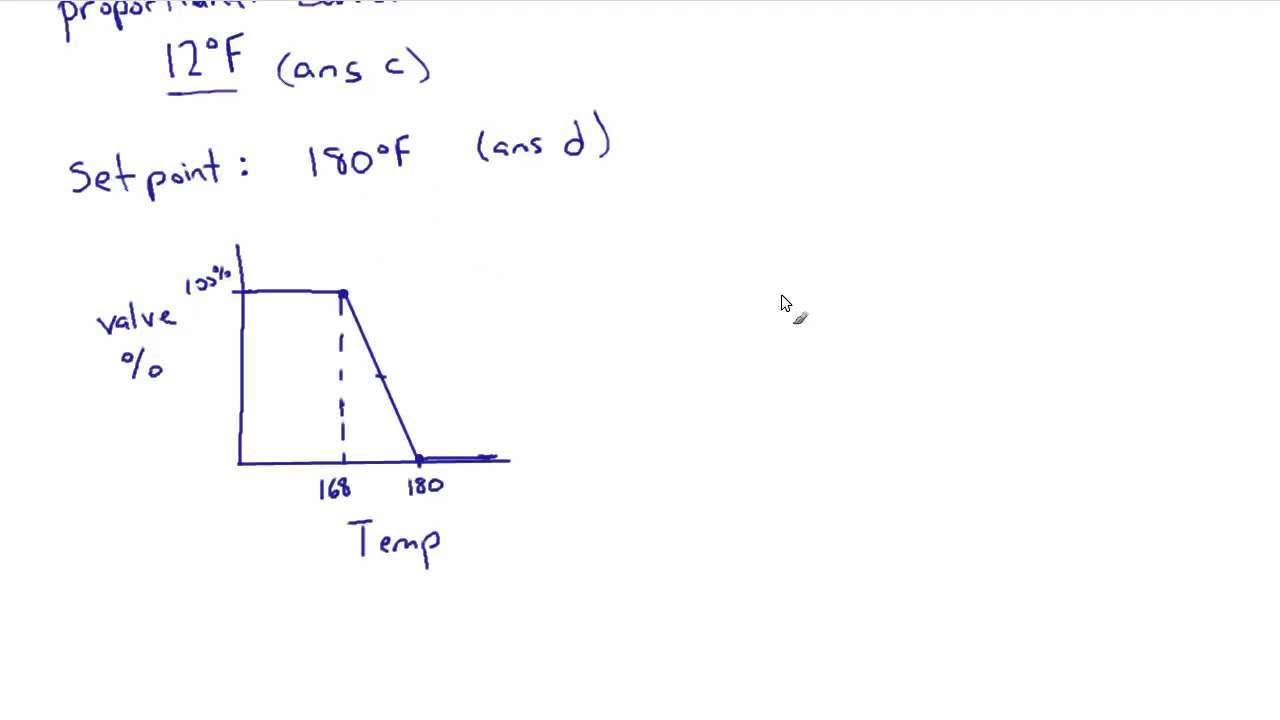 12°F (ans c)
Set point: 180°F (ans d)
100%
valve
%
168 180
Temp